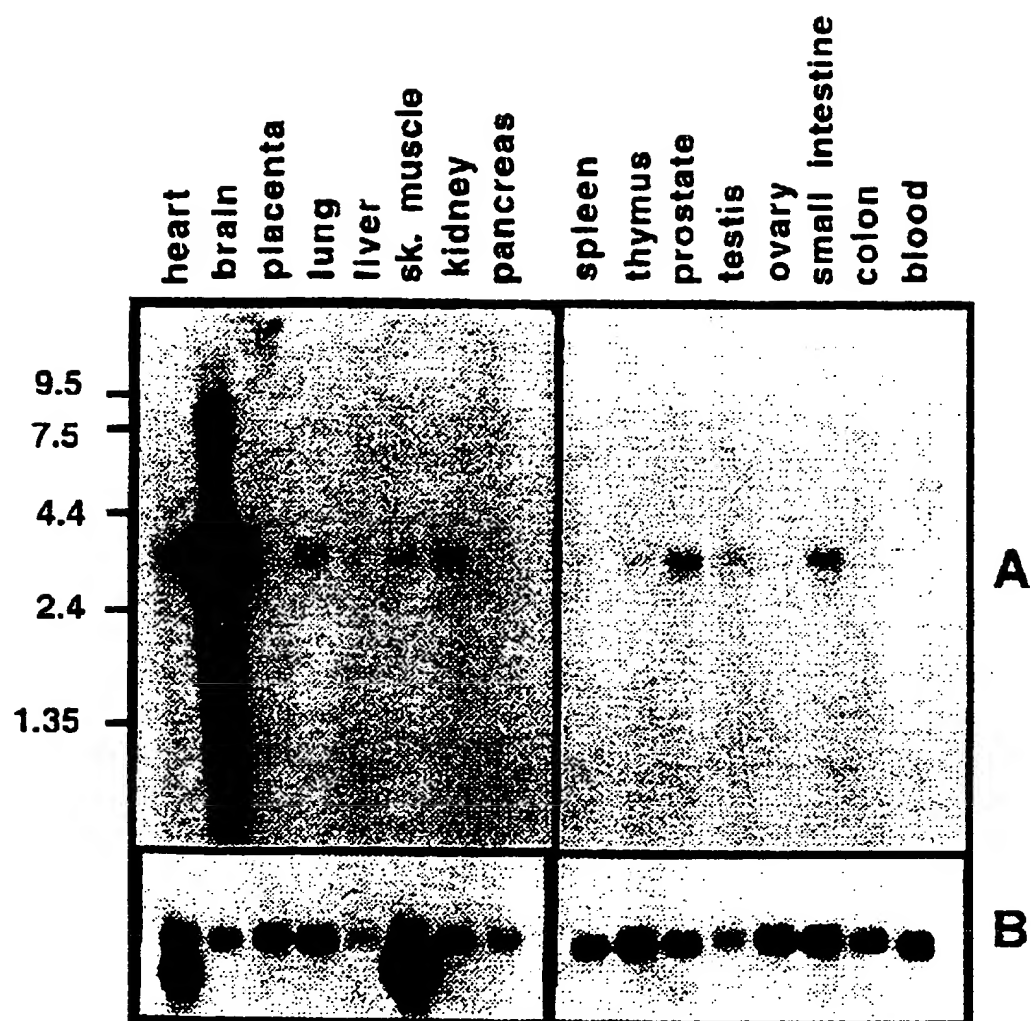 heart
brain
placenta
lung
liver
sk. muscle
kidney
pancreas
spleen
thymus
prostate
testis
ovary
small intestine
colon
blood
9.5
7.5
4.4
2.4
1.35
A
B